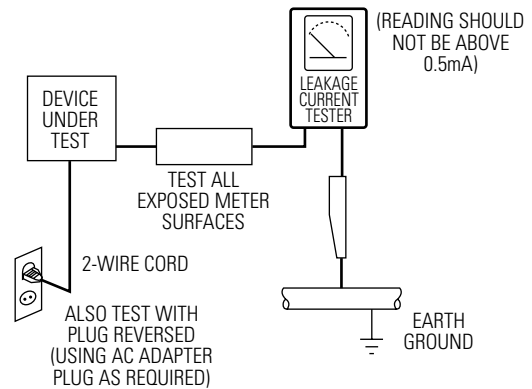 (READING SHOULD
NOT BE ABOVE
0.5mA)
LEAKAGE
CURRENT
TESTER
DEVICE
UNDER
TEST
TEST ALL
EXPOSED METER
SURFACES
2-WIRE CORD
ALSO TEST WITH
PLUG REVERSED
(USING AC ADAPTER
PLUG AS REQUIRED)
EARTH
GROUND